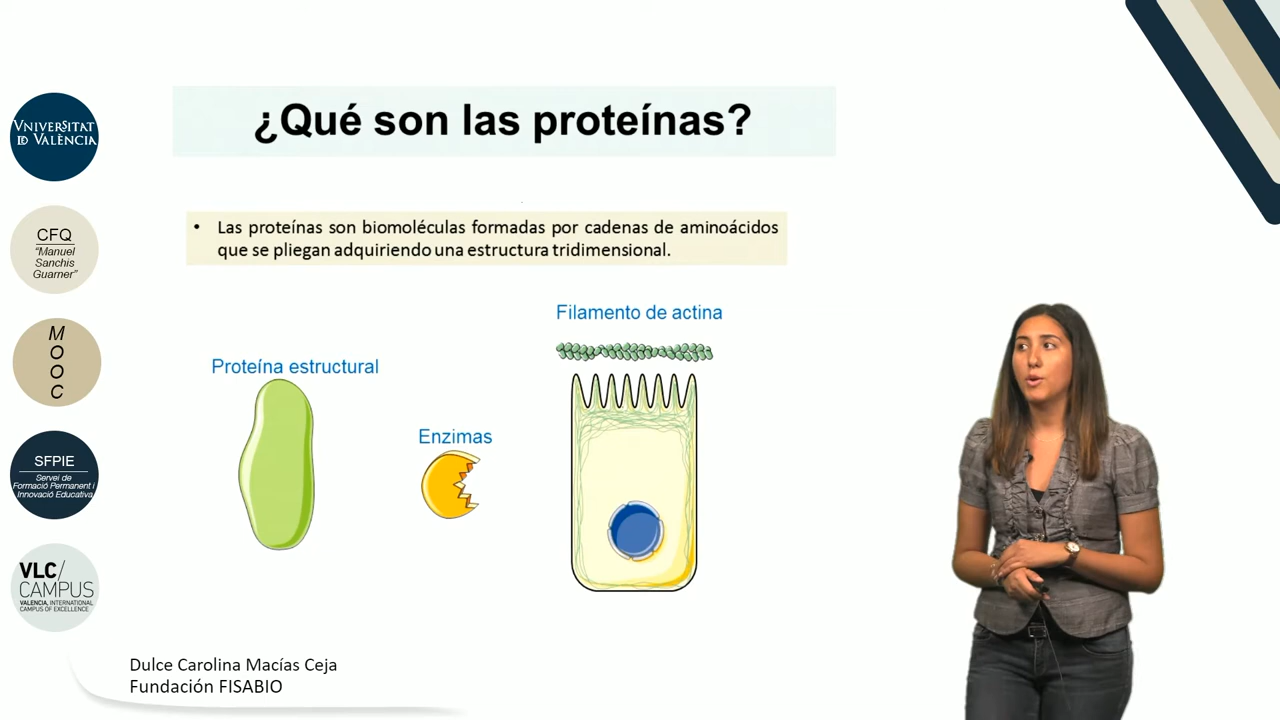 ¿Qué son las proteínas?
VNIVERSITAT
ID VALÈNCIA
CFQ
“Manuel
Sanchis
Guarner”
M
O
O
C
SFPIE
Servei de
Formació Permanent i
Innovació Educativa
VLC/
CAMPUS
VALENCIA, INTERNATIONAL
CAMPUS OF EXCELLENCE
• Las proteínas son biomoléculas formadas por cadenas de aminoácidos
que se pliegan adquiriendo una estructura tridimensional.
Filamento de actina
Proteína estructural
Enzimas
Dulce Carolina Macías Ceja
Fundación FISABIO